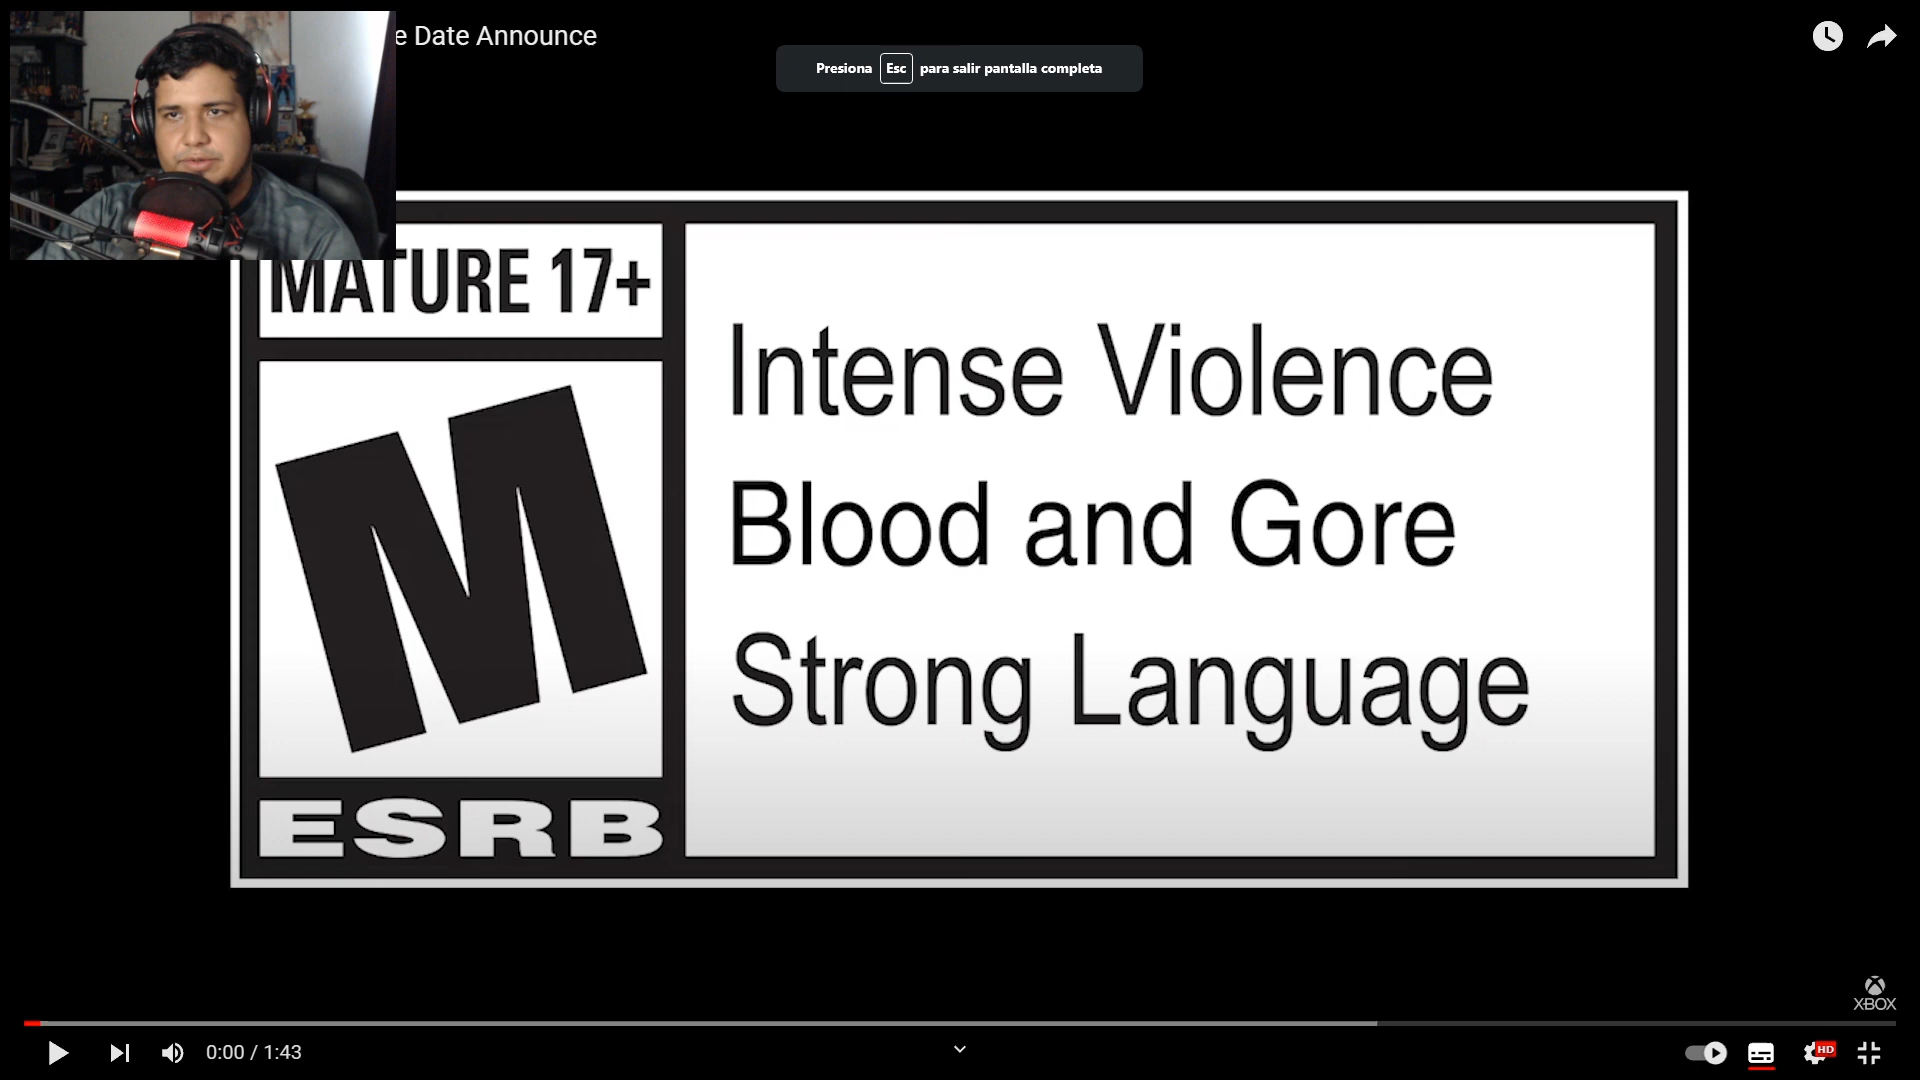 e Date Announce
Presiona Esc para salir pantalla completa
MATURE 17+
Intense Violence
Blood and Gore
Strong Language
M
ESRB
XBOX
0:00 / 1:43
HD